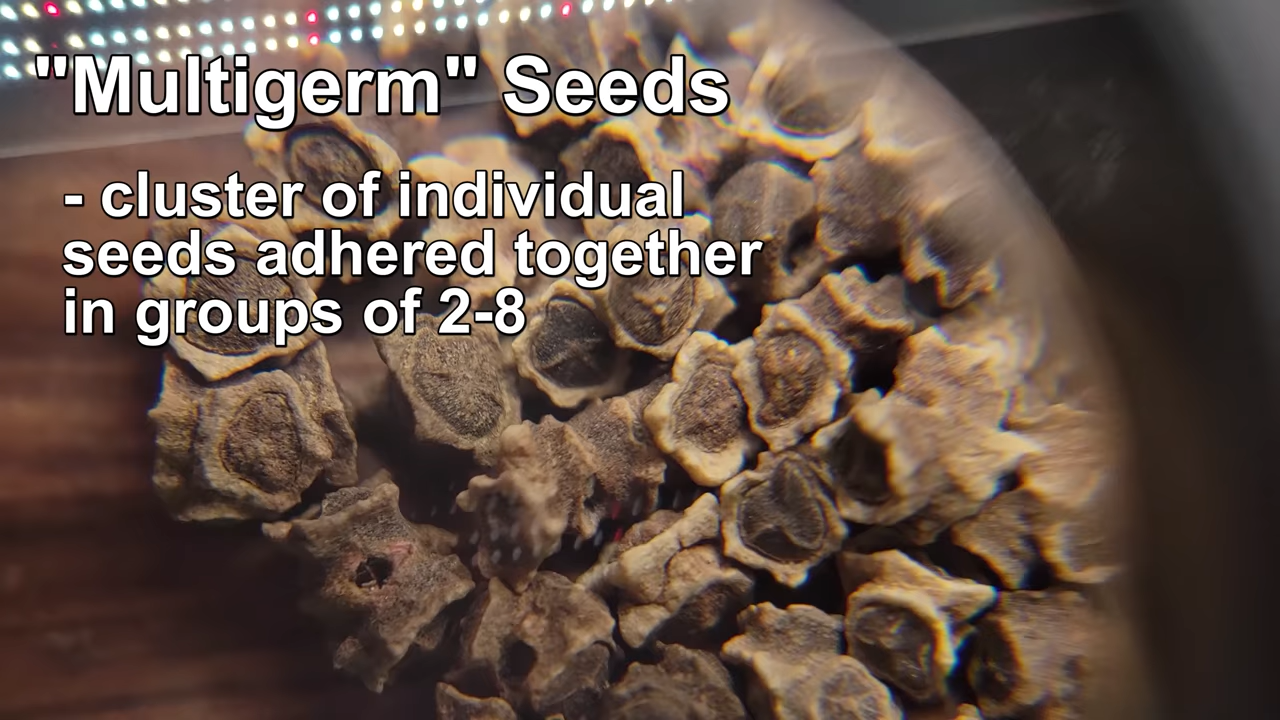 "Multigerm" Seeds
- cluster of individual
seeds adhered together
in groups of 2-8